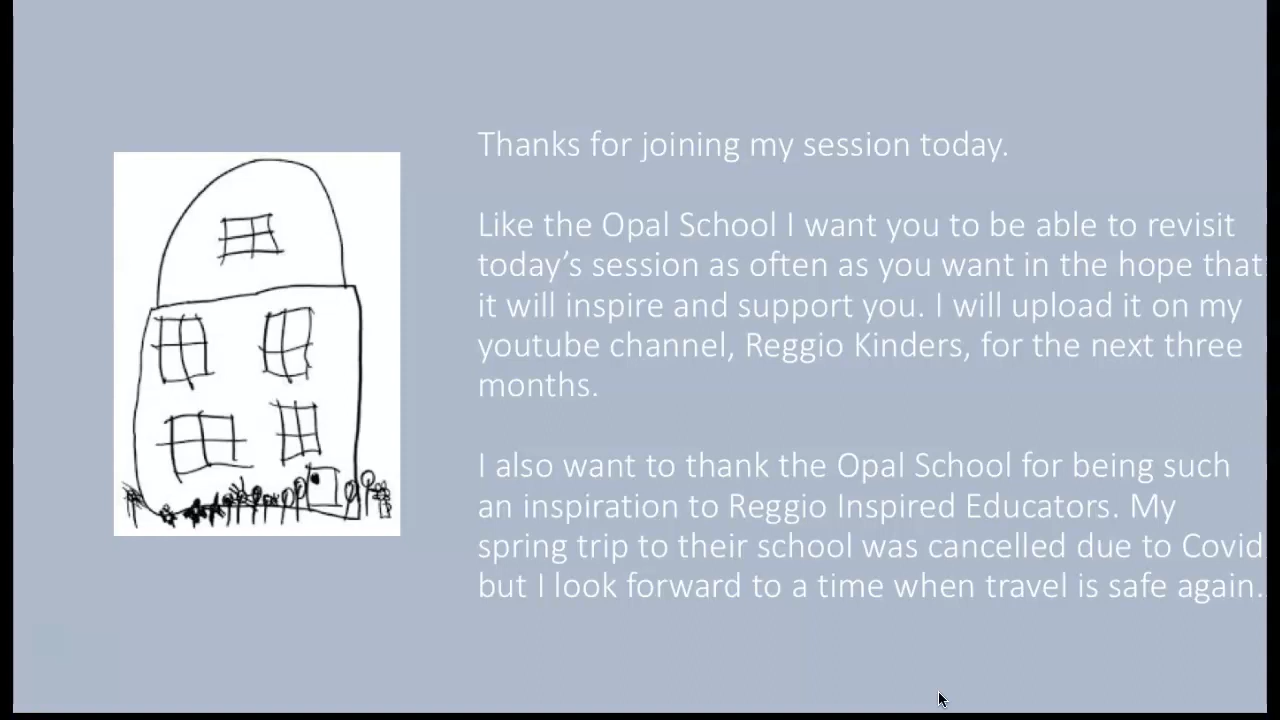 Thanks for joining my session today.
Like the Opal School I want you to be able to revisit
today’s session as often as you want in the hope that
it will inspire and support you. I will upload it on my
youtube channel, Reggio Kinders, for the next three
months.
I also want to thank the Opal School for being such
an inspiration to Reggio Inspired Educators. My
spring trip to their school was cancelled due to Covid
but I look forward to a time when travel is safe again..